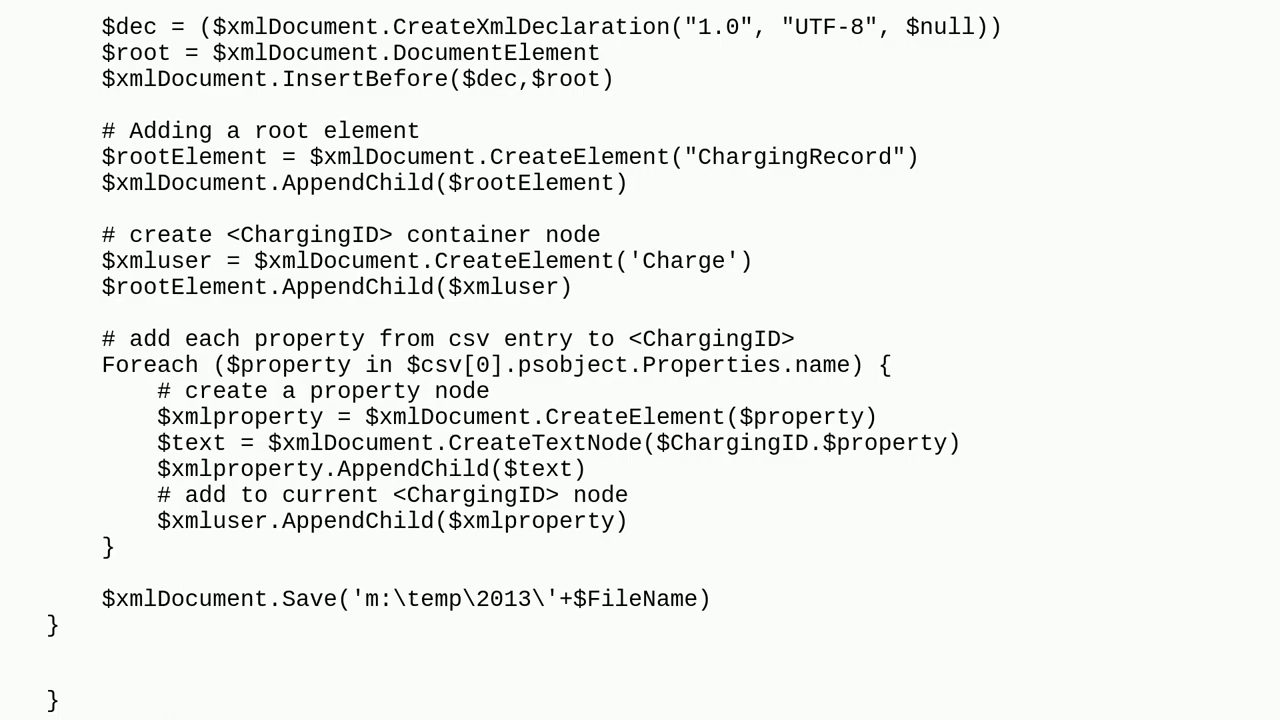 $dec = ($xmlDocument.CreateXmlDeclaration("1.0", "UTF-8", $null))
$root = $xmlDocument.DocumentElement
$xmlDocument.InsertBefore($dec,$root)
# Adding a root element
$rootElement = $xmlDocument.CreateElement("ChargingRecord")
$xmlDocument.AppendChild($rootElement)
# create <ChargingID> container node
$xmluser = $xmlDocument.CreateElement('Charge')
$rootElement.AppendChild($xmluser)
# add each property from csv entry to <ChargingID>
Foreach ($property in $csv[0].psobject.Properties.name) {
# create a property node
$xmlproperty = $xmlDocument.CreateElement($property)
$text = $xmlDocument.CreateTextNode($ChargingID.$property)
$xmlproperty.AppendChild($text)
# add to current <ChargingID> node
$xmluser.AppendChild($xmlproperty)
}
$xmlDocument.Save('m:\temp\2013\'+$FileName)
}
}